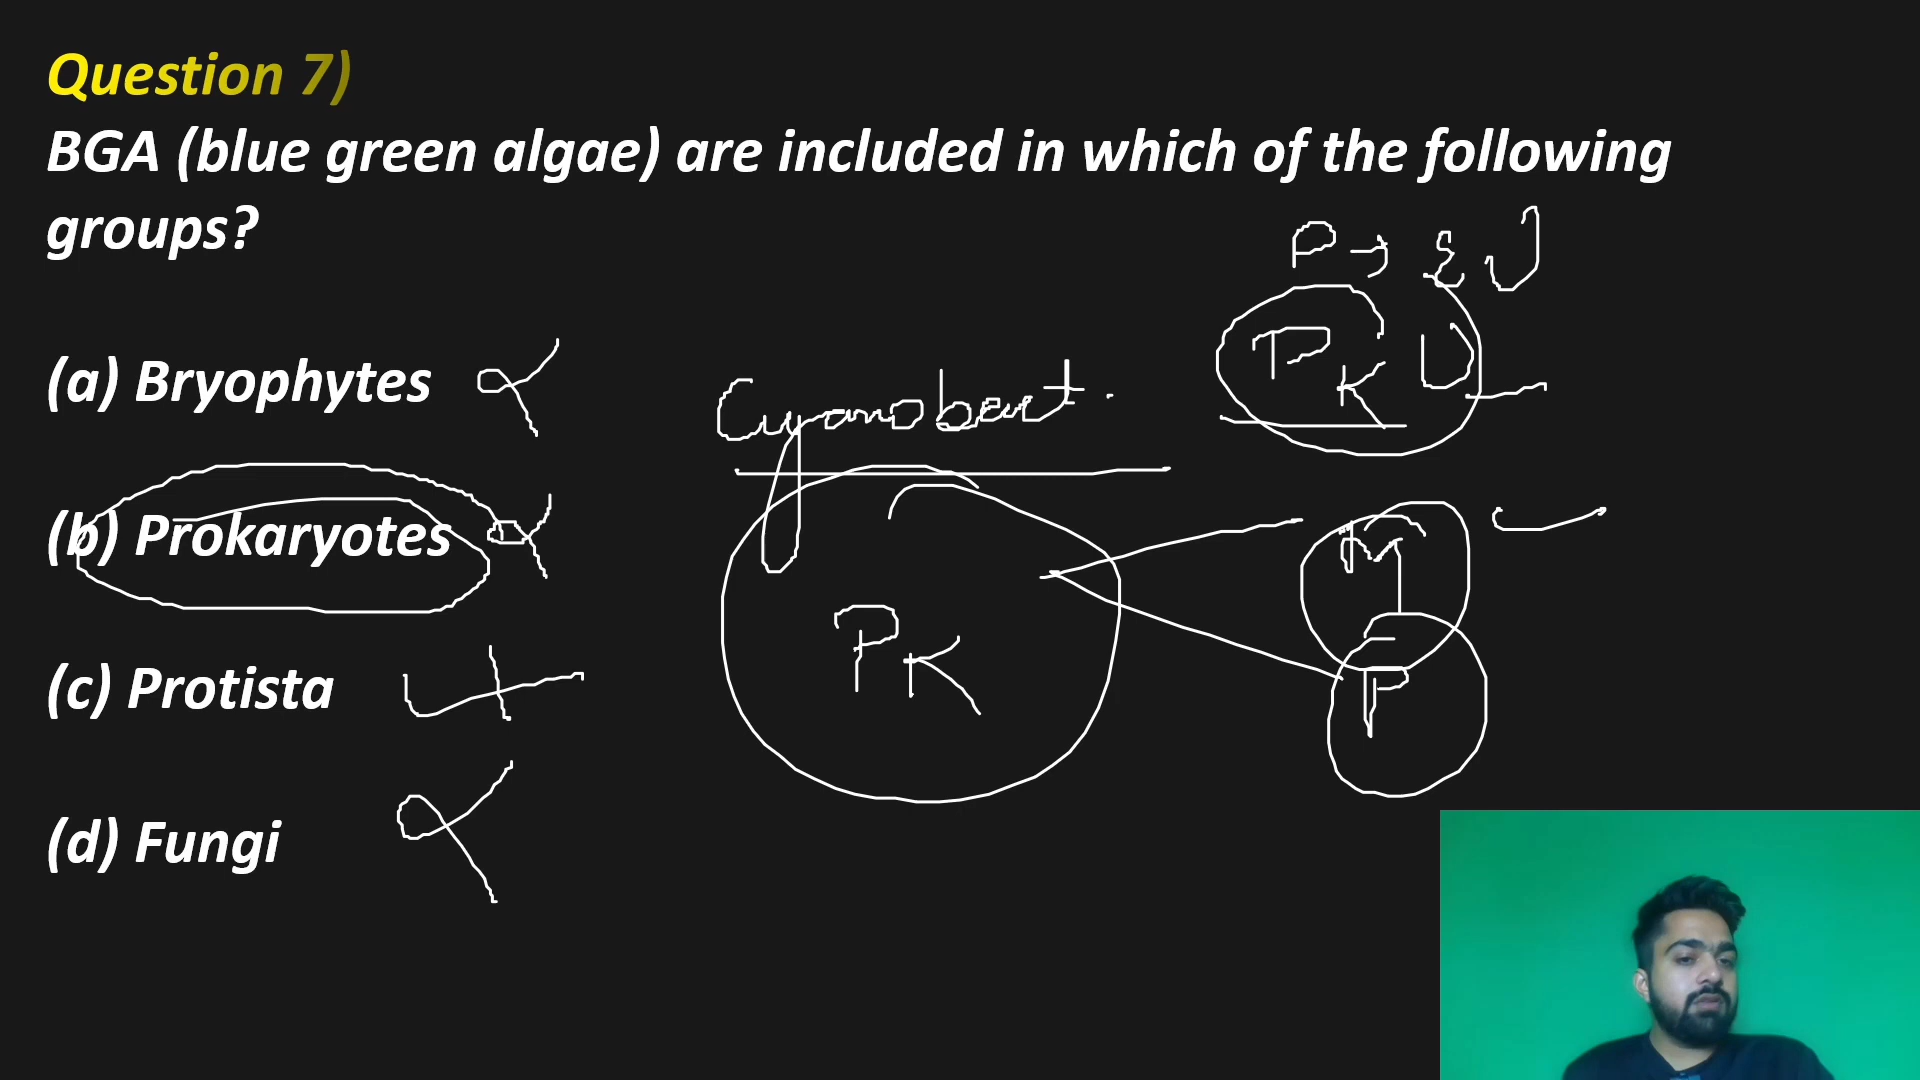 Question 7)
BGA (blue green algae) are included in which of the following
groups?
P → &
PK
(a) Bryophytes
Cyanobact.
(b) Prokaryotes
M
PK
(c) Protista
P
(d) Fungi